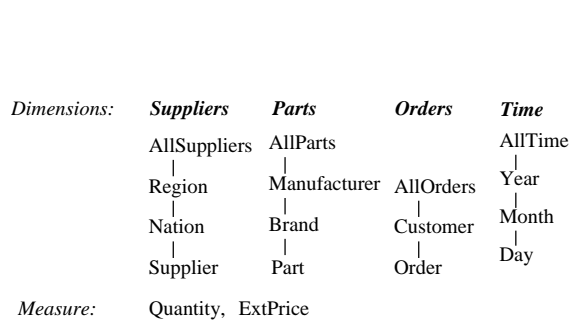 Dimensions: Suppliers Parts Orders Time
AllSuppliers AllParts AllTime
Region Manufacturer AllOrders Year
Nation Brand Customer Month
Supplier Part Order Day
Measure: Quantity, ExtPrice